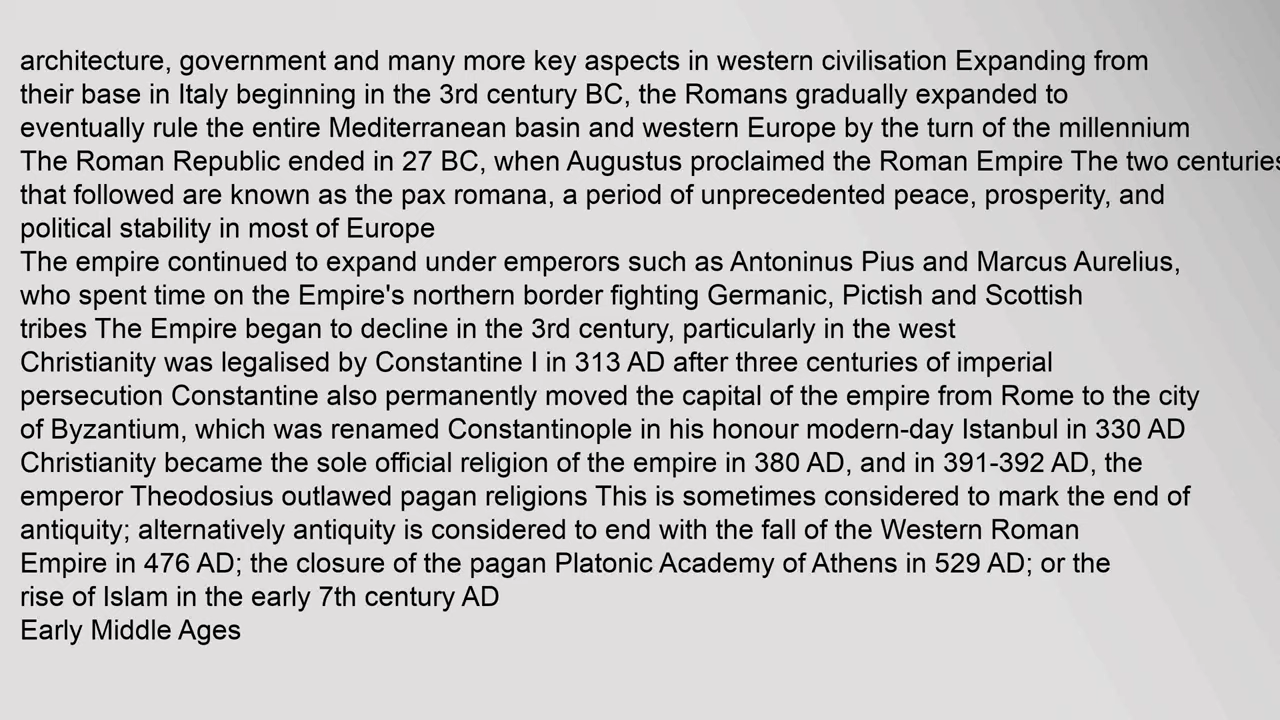 architecture, government and many more key aspects in western civilisation Expanding from
their base in Italy beginning in the 3rd century BC, the Romans gradually expanded to
eventually rule the entire Mediterranean basin and western Europe by the turn of the millennium
The Roman Republic ended in 27 BC, when Augustus proclaimed the Roman Empire The two centuries
that followed are known as the pax romana, a period of unprecedented peace, prosperity, and
political stability in most of Europe
The empire continued to expand under emperors such as Antoninus Pius and Marcus Aurelius,
who spent time on the Empire's northern border fighting Germanic, Pictish and Scottish
tribes The Empire began to decline in the 3rd century, particularly in the west
Christianity was legalised by Constantine I in 313 AD after three centuries of imperial
persecution Constantine also permanently moved the capital of the empire from Rome to the city
of Byzantium, which was renamed Constantinople in his honour modern-day Istanbul in 330 AD
Christianity became the sole official religion of the empire in 380 AD, and in 391-392 AD, the
emperor Theodosius outlawed pagan religions This is sometimes considered to mark the end of
antiquity; alternatively antiquity is considered to end with the fall of the Western Roman
Empire in 476 AD; the closure of the pagan Platonic Academy of Athens in 529 AD; or the
rise of Islam in the early 7th century AD
Early Middle Ages